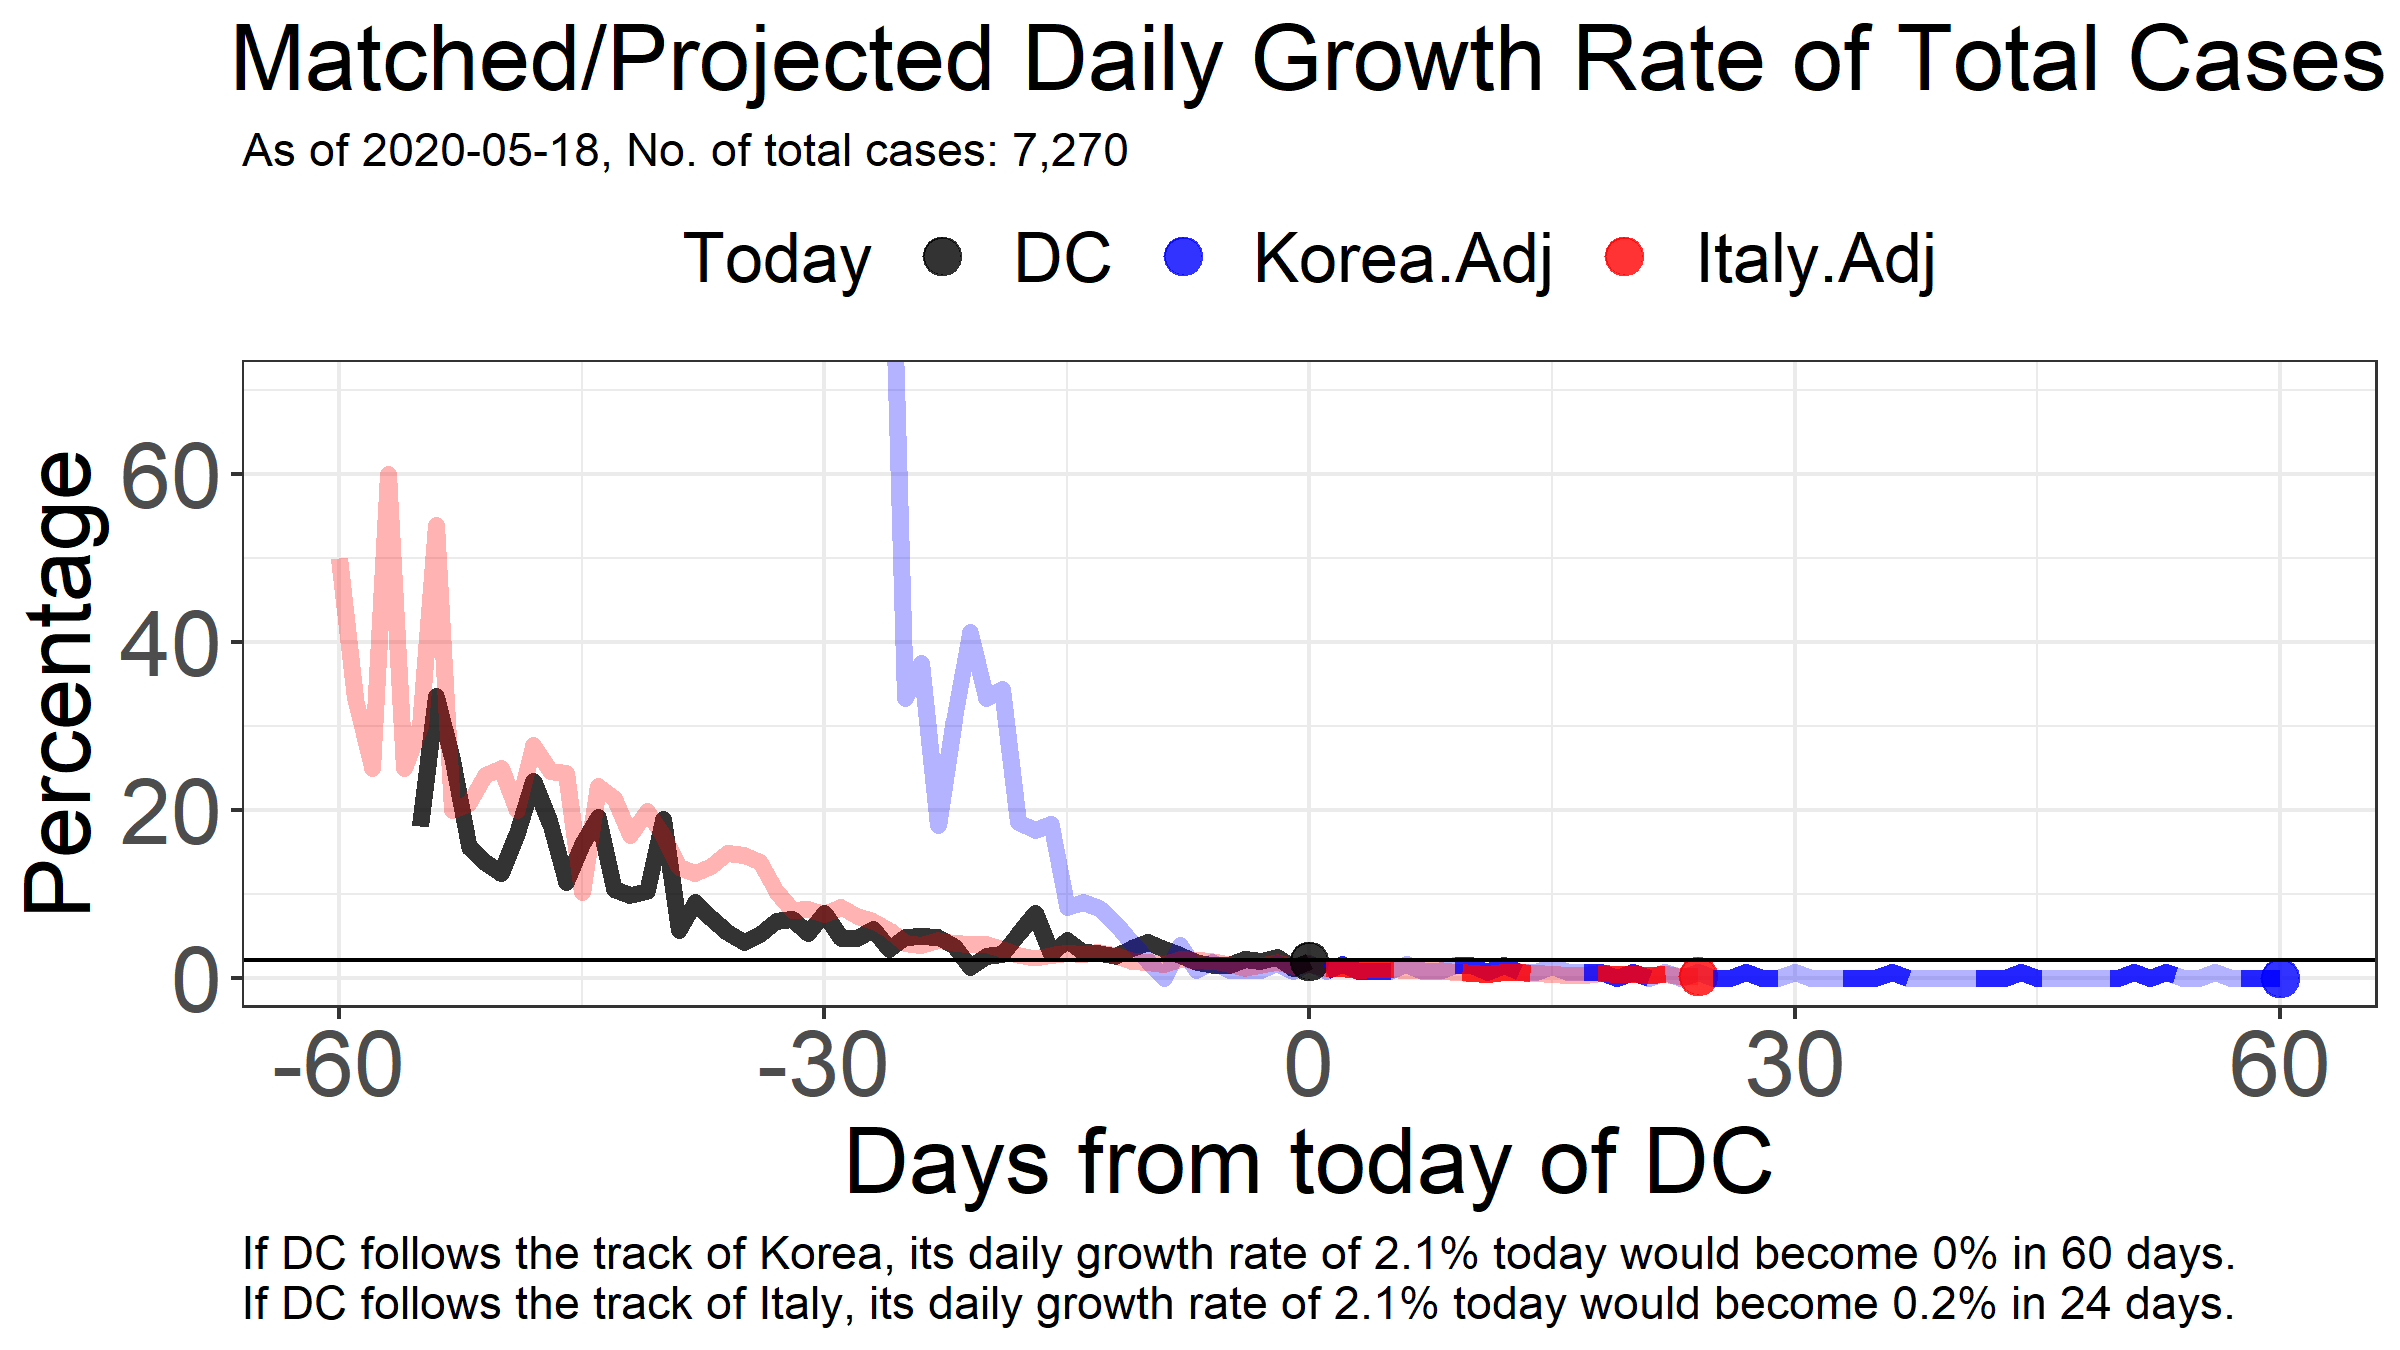 Matched/Projected Daily Growth Rate of Total Cases
As of 2020-05-18, No. of total cases: 7,270
Today DC Korea.Adj Italy.Adj
Percentage
60
40
20
0
-60 -30 0 30 60
Days from today of DC
If DC follows the track of Korea, its daily growth rate of 2.1% today would become 0% in 60 days.
If DC follows the track of Italy, its daily growth rate of 2.1% today would become 0.2% in 24 days.